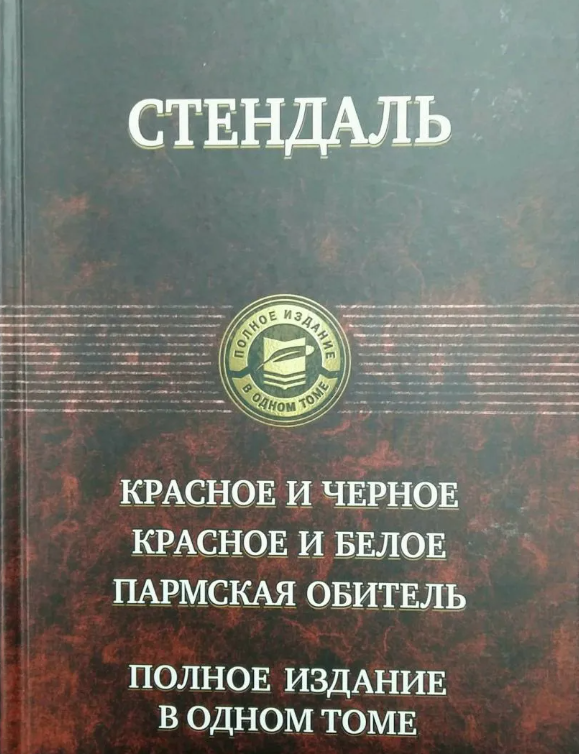 СТЕНДАЛЬ
ПОЛНОЕ ИЗДАНИЕ
В ОДНОМ ТОМЕ
КРАСНОЕ И ЧЕРНОЕ
КРАСНОЕ И БЕЛОЕ
ПАРМСКАЯ ОБИТЕЛЬ
ПОЛНОЕ ИЗДАНИЕ
В ОДНОМ ТОМЕ